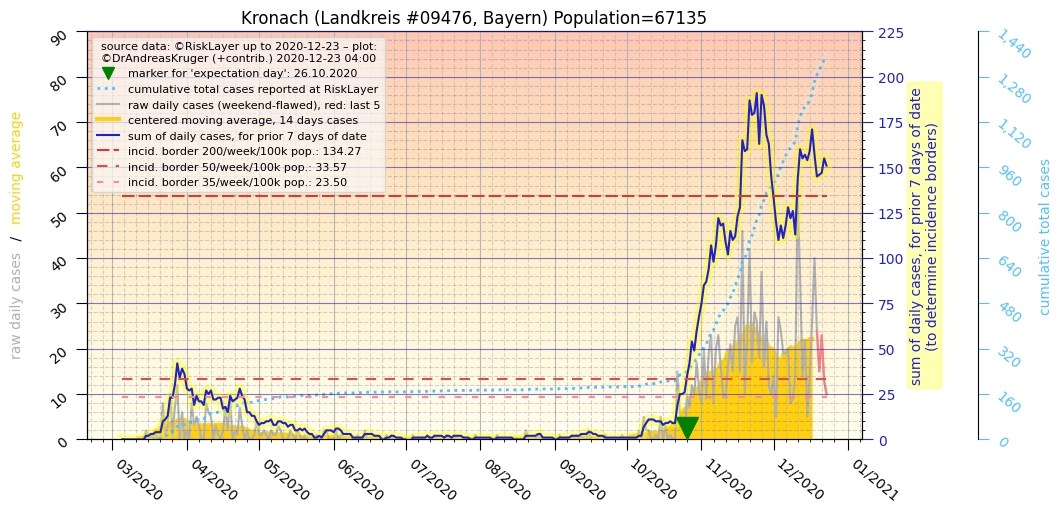 Kronach (Landkreis #09476, Bayern) Population=67135
source data: ©RiskLayer up to 2020-12-23 – plot:
©DrAndreasKruger (+contrib.) 2020-12-23 04:00
marker for 'expectation day': 26.10.2020
cumulative total cases reported at RiskLayer
raw daily cases (weekend-flawed), red: last 5
centered moving average, 14 days cases
sum of daily cases, for prior 7 days of date
incid. border 200/week/100k pop.: 134.27
incid. border 50/week/100k pop.: 33.57
incid. border 35/week/100k pop.: 23.50
raw daily cases / moving average
90
80
70
60
50
40
30
20
10
0
225
200
175
150
125
100
75
50
25
0
sum of daily cases, for prior 7 days of date
(to determine incidence borders)
1,440
1,280
1,120
960
800
640
480
320
160
0
cumulative total cases
03/2020
04/2020
05/2020
06/2020
07/2020
08/2020
09/2020
10/2020
11/2020
12/2020
01/2021